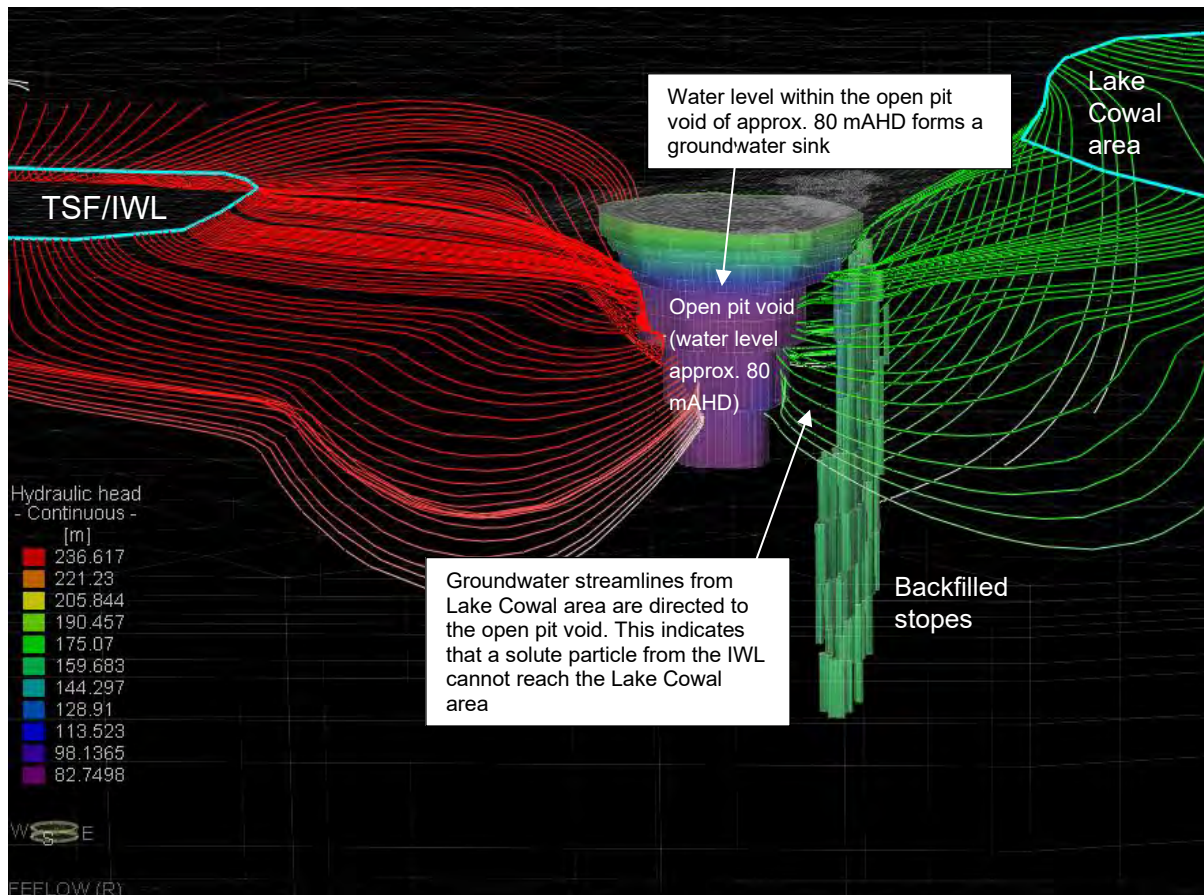 Water level within the open pit
void of approx. 80 mAHD forms a
groundwater sink
Lake
Cowal
area
TSF/IWL
Open pit void
(water level
approx. 80
mAHD)
Groundwater streamlines from
Lake Cowal area are directed to
the open pit void. This indicates
that a solute particle from the IWL
cannot reach the Lake Cowal
area
Backfilled
stopes
Hydraulic head
- Continuous -
[m]
236.617
221.23
205.844
190.457
175.07
159.683
144.297
128.91
113.523
98.1365
82.7498
W S E
FEFLOW (R)